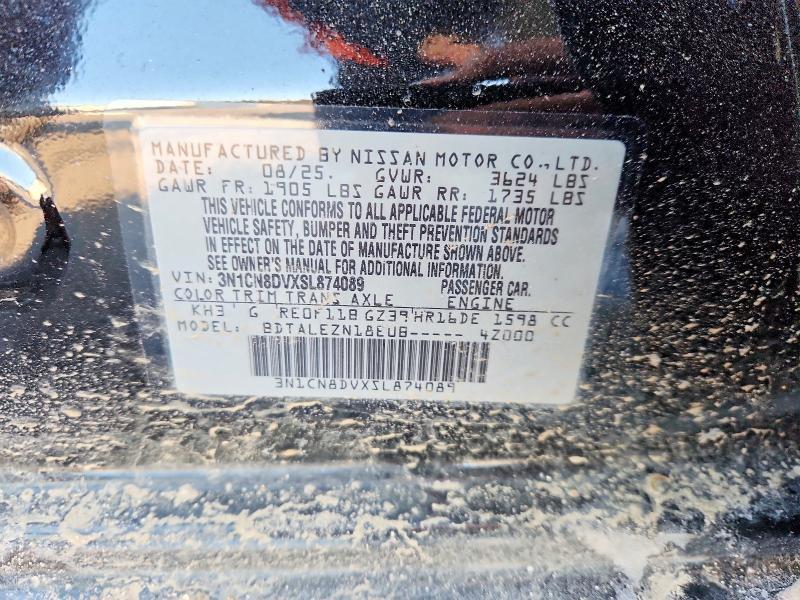 MANUFACTURED BY NISSAN MOTOR CO.,LTD.
DATE: 08/25. GVWR: 3624 LBS
GAWR FR: 1905 LBS GAWR RR: 1735 LBS
THIS VEHICLE CONFORMS TO ALL APPLICABLE FEDERAL MOTOR
VEHICLE SAFETY, BUMPER AND THEFT PREVENTION STANDARDS
IN EFFECT ON THE DATE OF MANUFACTURE SHOWN ABOVE.
SEE OWNER'S MANUAL FOR ADDITIONAL INFORMATION.
VIN: 3N1CN8DVXSL874089 PASSENGER CAR.
COLOR TRIM TRANS AXLE ENGINE
KH3 G RE0F11B GZ39 HR16DE 1598 CC
MODEL: BDTALEZN18EUB----- 4Z000
3N1CN8DVXSL874089